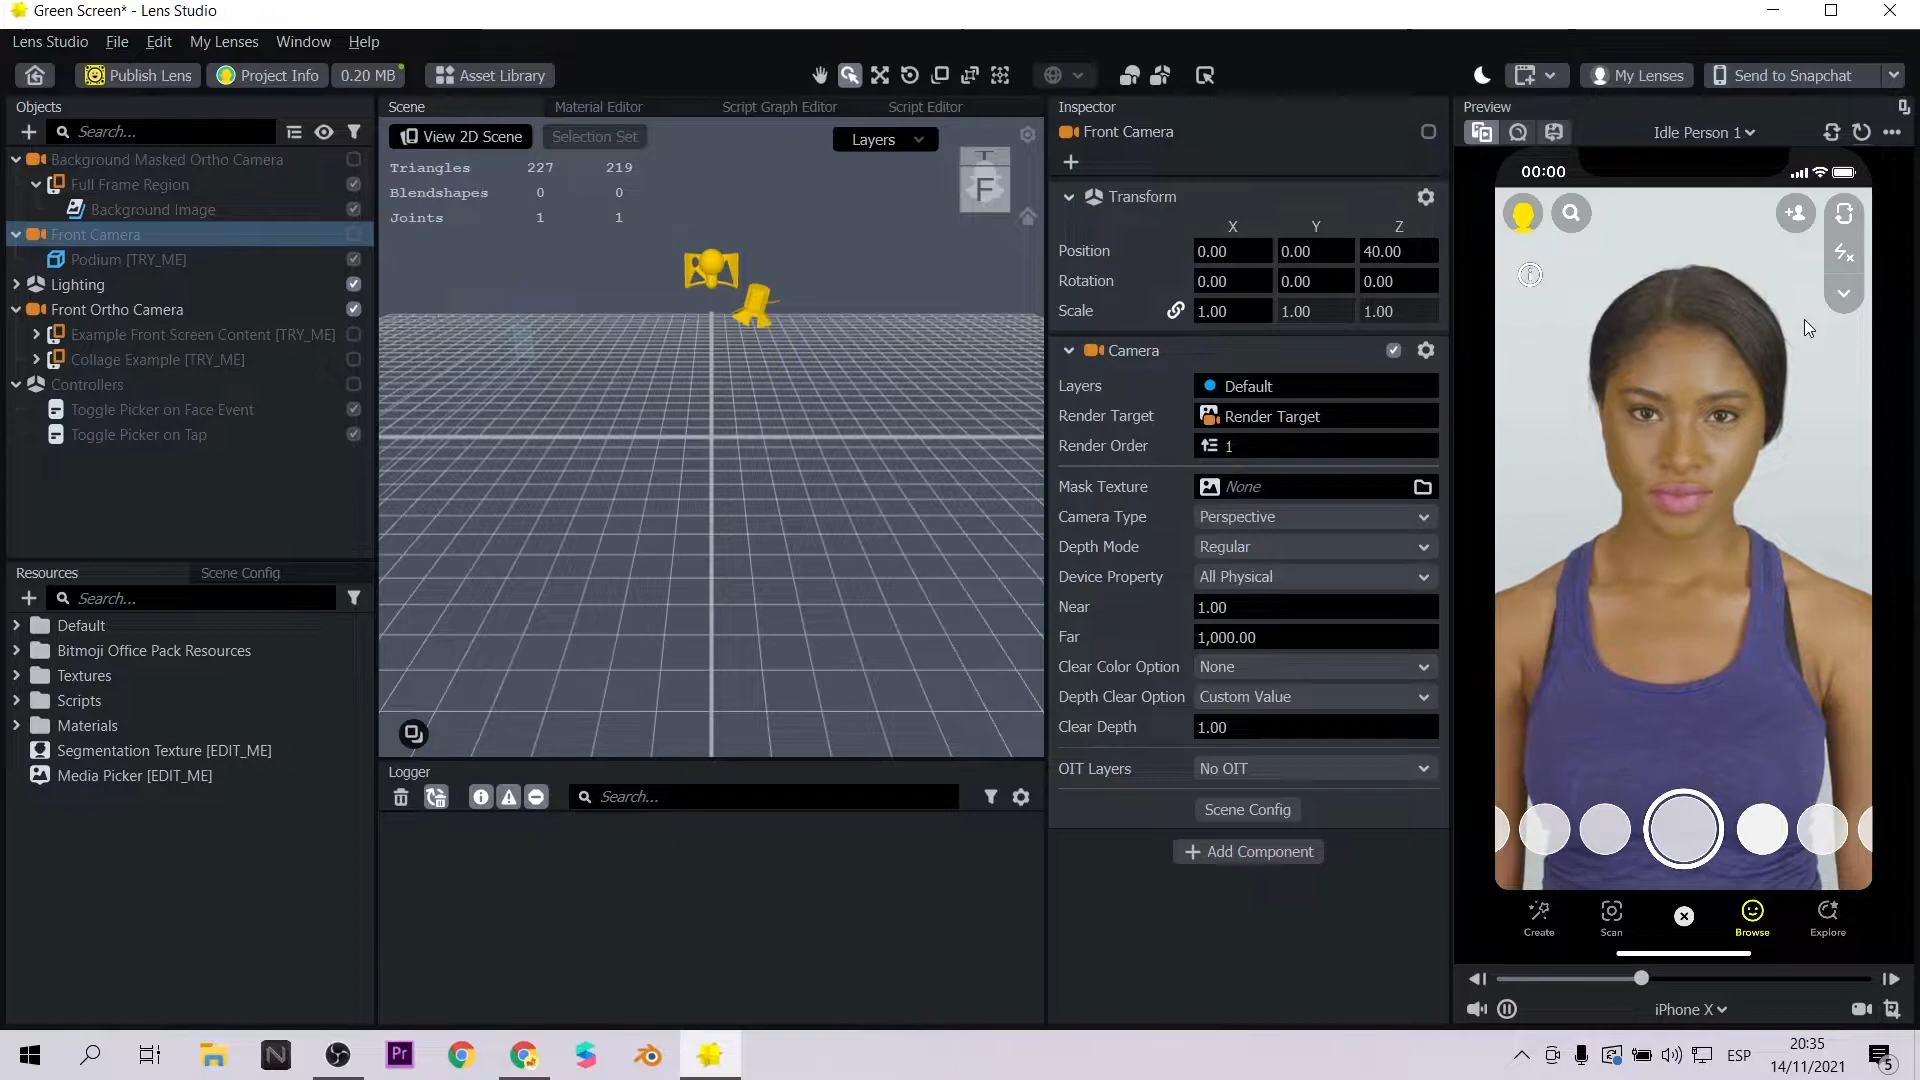 Green Screen* - Lens Studio
Lens Studio File Edit My Lenses Window Help
Publish Lens Project Info 0.20 MB Asset Library My Lenses Send to Snapchat
Objects
Search...
Background Masked Ortho Camera
Full Frame Region
Background Image
Front Camera
Podium [TRY_ME]
Lighting
Front Ortho Camera
Example Front Screen Content [TRY_ME]
Collage Example [TRY_ME]
Controllers
Toggle Picker on Face Event
Toggle Picker on Tap
Resources Scene Config
Search...
Default
Bitmoji Office Pack Resources
Textures
Scripts
Materials
Segmentation Texture [EDIT_ME]
Media Picker [EDIT_ME]
Scene Material Editor Script Graph Editor Script Editor
View 2D Scene Selection Set Layers
Triangles 227 219
Blendshapes 0 0
Joints 1 1
T
F
Logger
Search...
Inspector
Front Camera
Transform
X Y Z
Position 0.00 0.00 40.00
Rotation 0.00 0.00 0.00
Scale 1.00 1.00 1.00
Camera
Layers Default
Render Target Render Target
Render Order 1
Mask Texture None
Camera Type Perspective
Depth Mode Regular
Device Property All Physical
Near 1.00
Far 1,000.00
Clear Color Option None
Depth Clear Option Custom Value
Clear Depth 1.00
OIT Layers No OIT
Scene Config
+ Add Component
Preview
Idle Person 1
00:00
Create Scan Browse Explore
iPhone X
N Pr ESP
20:35
14/11/2021
5